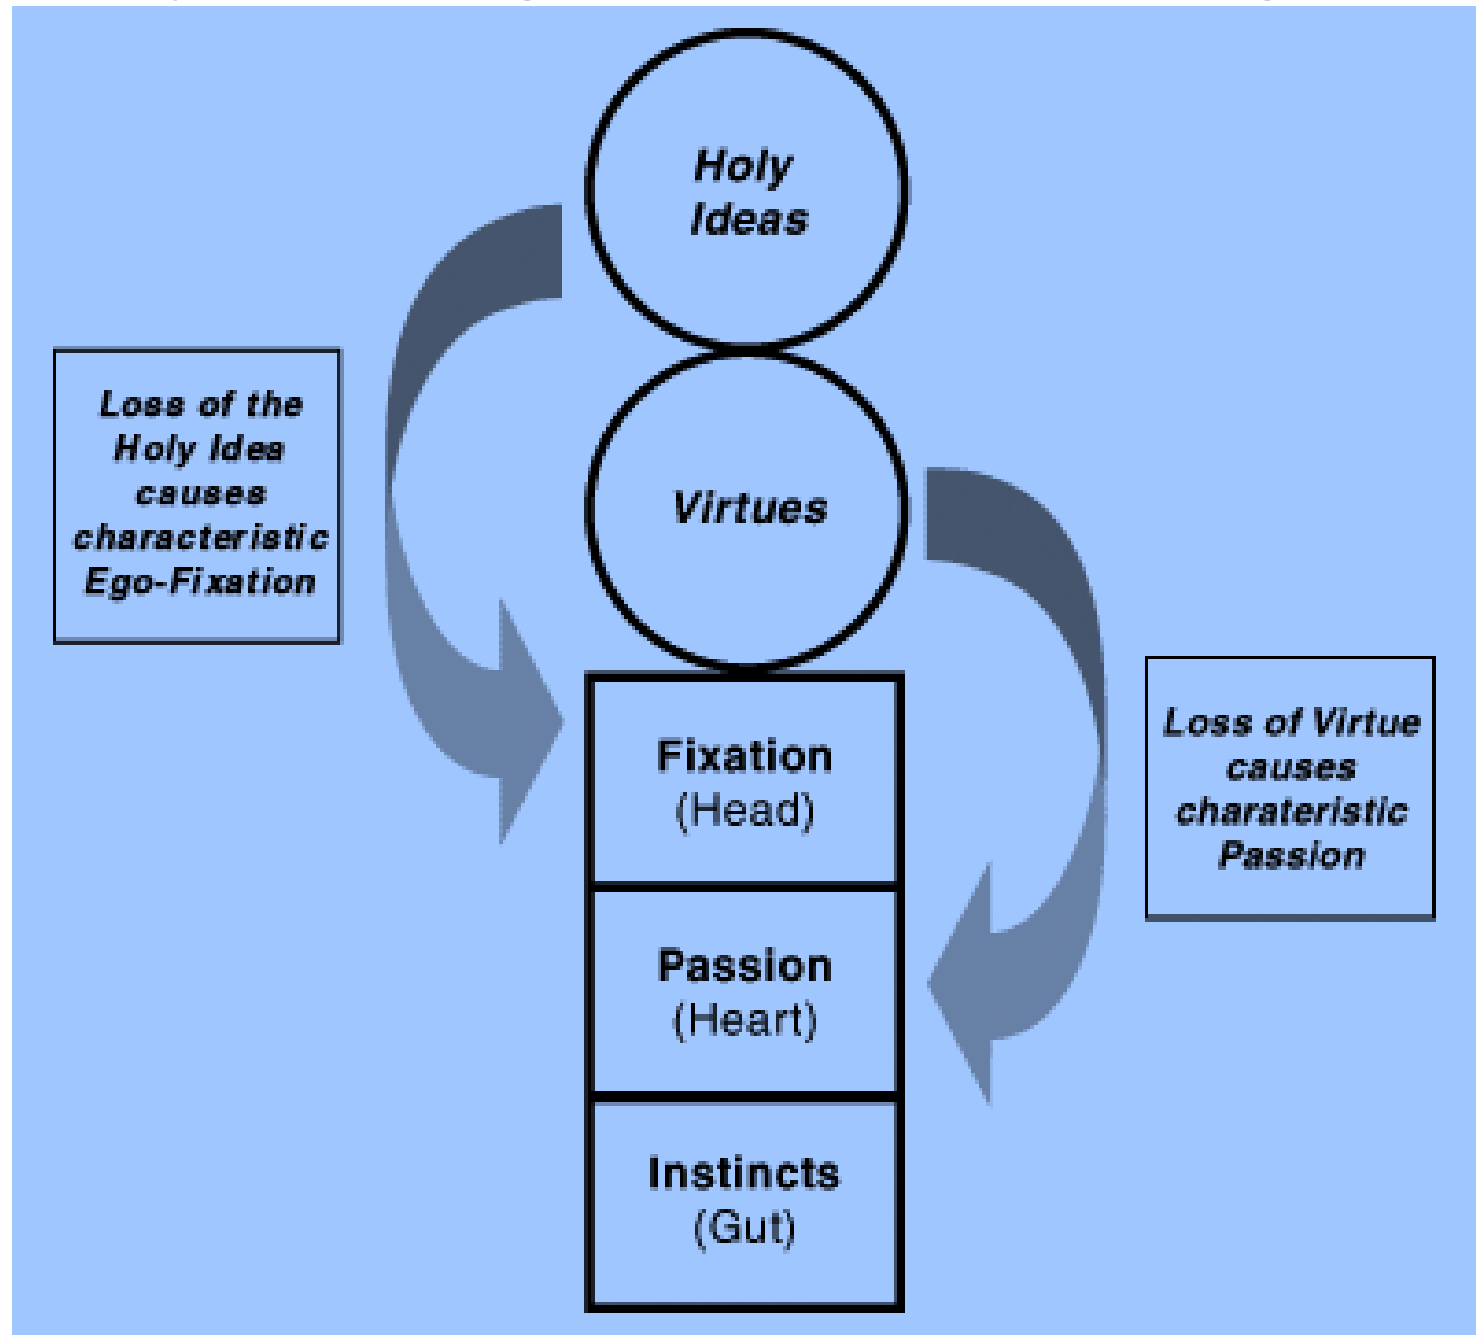 Holy
Ideas
Loss of the
Holy Idea
causes
characteristic
Ego-Fixation
Virtues
Loss of Virtue
causes
charateristic
Passion
Fixation
(Head)
Passion
(Heart)
Instincts
(Gut)